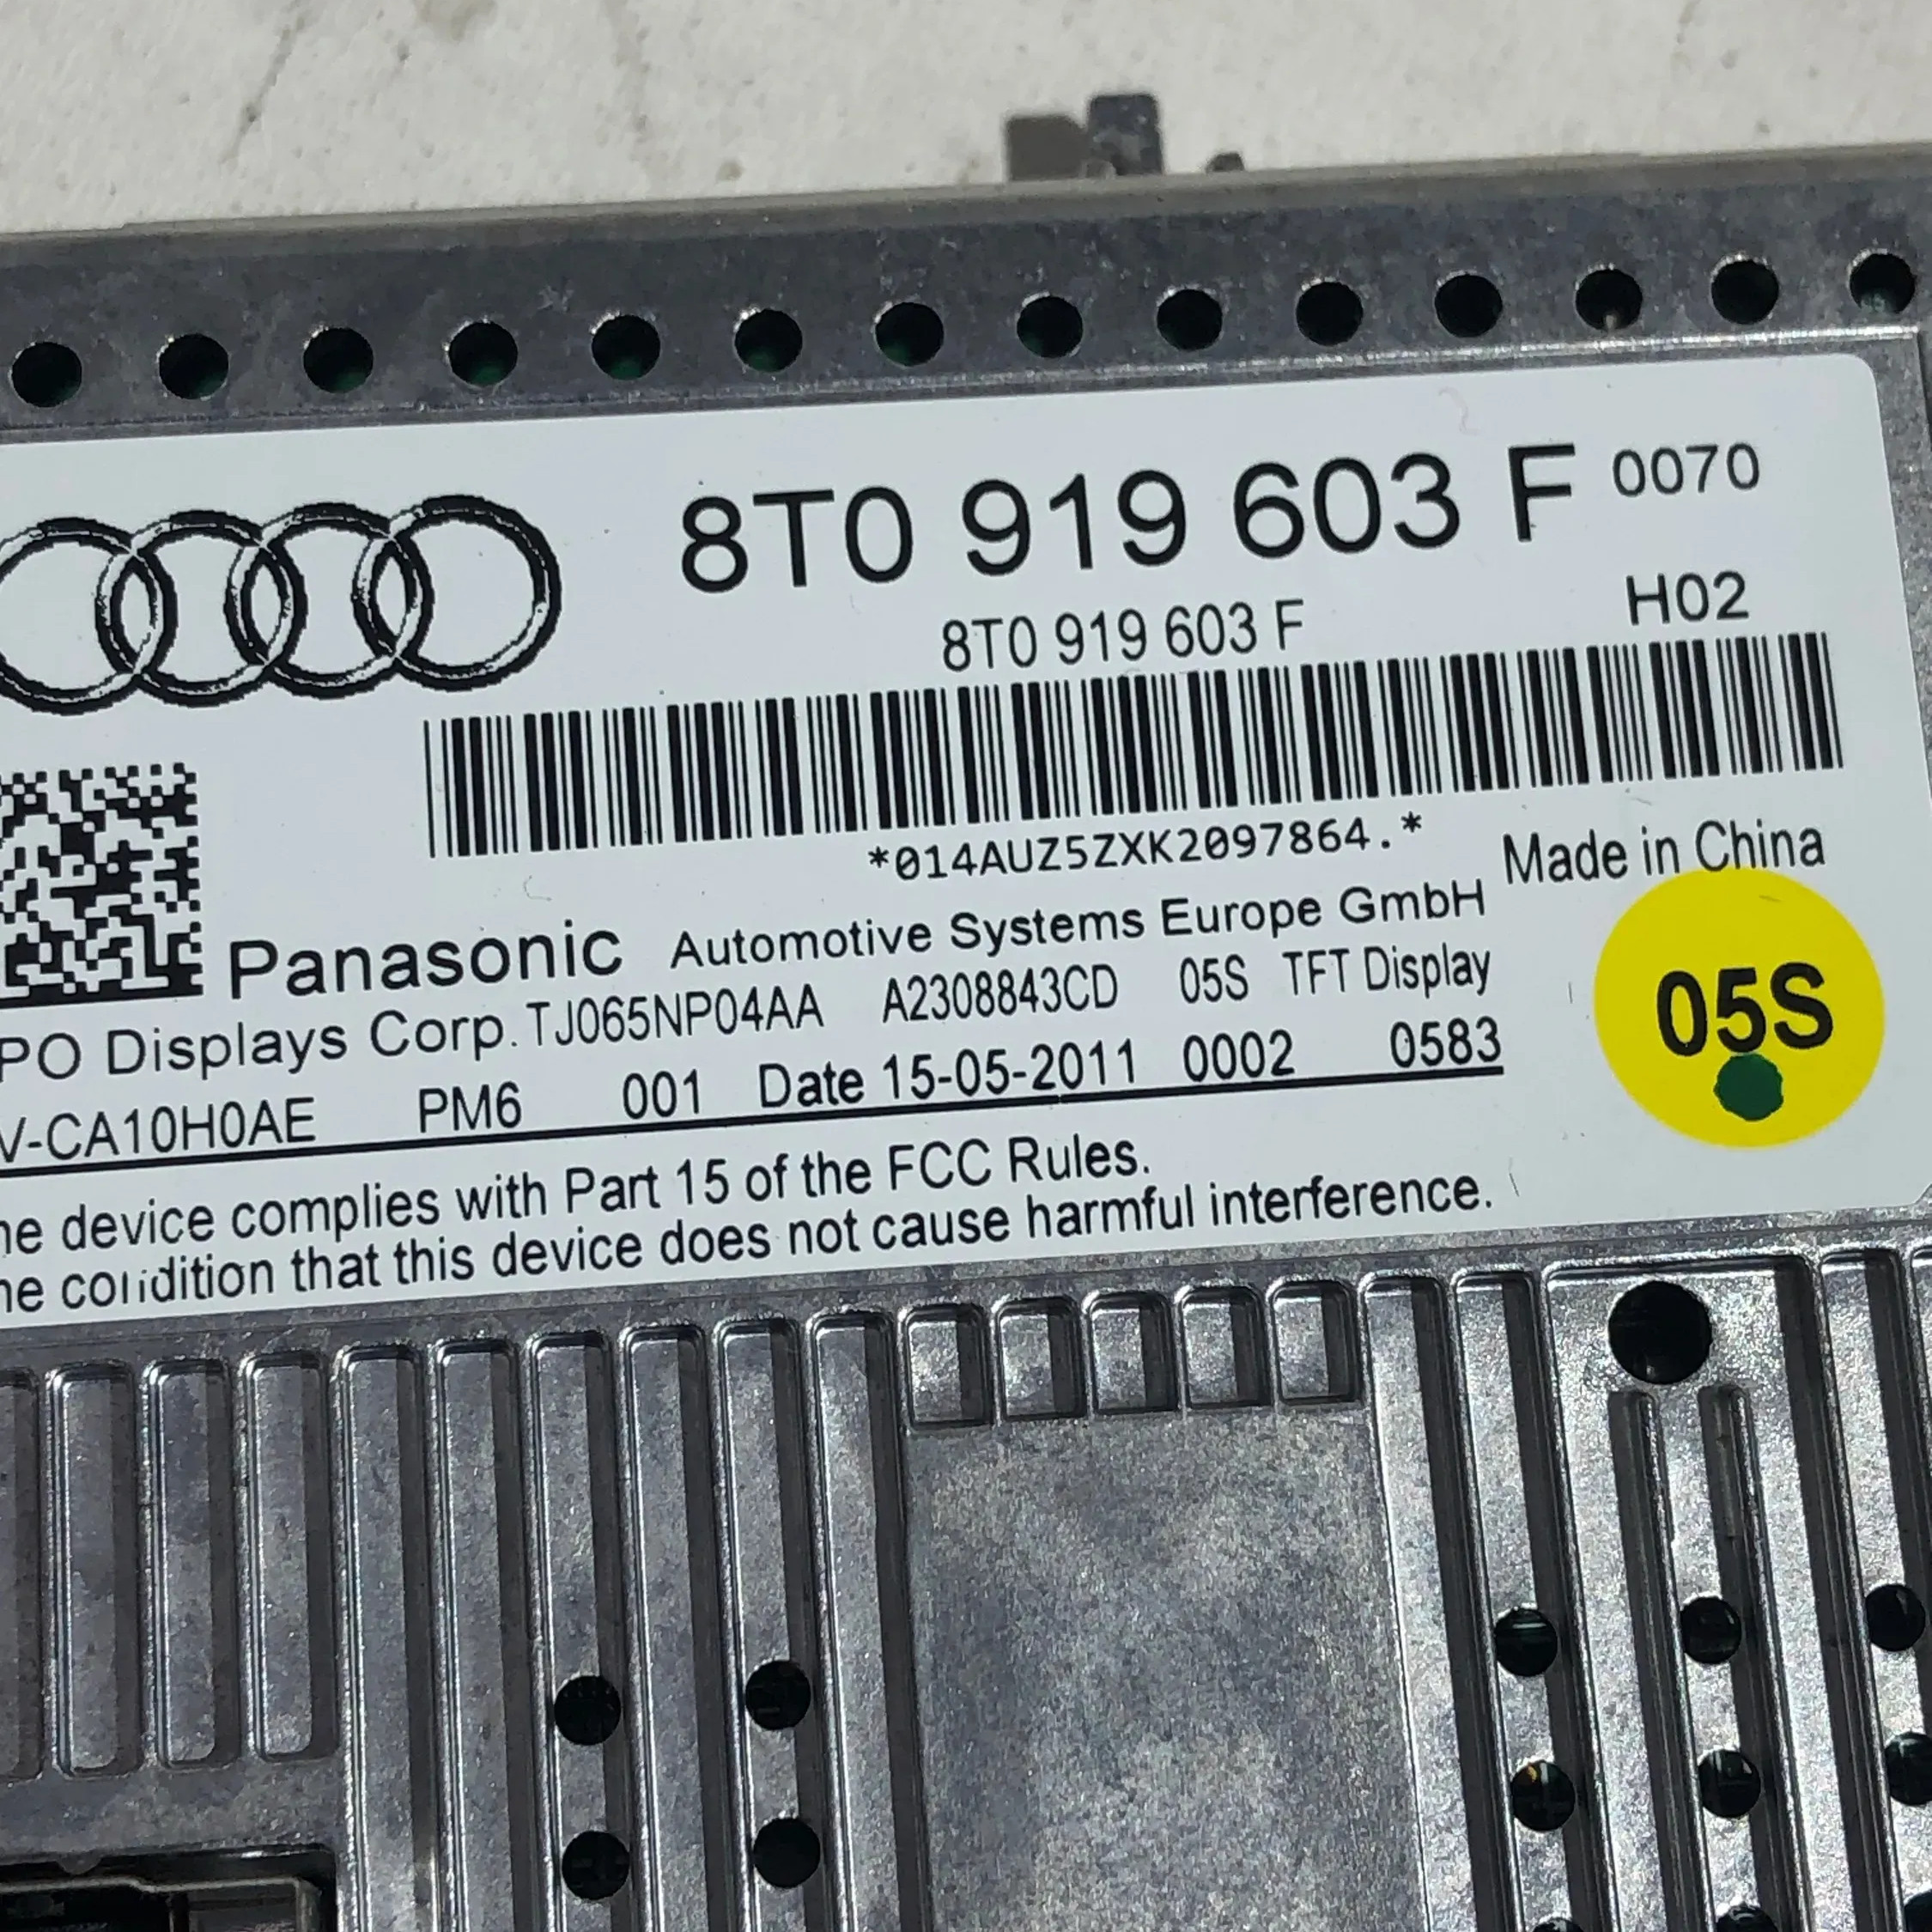 8T0 919 603 F 0070
8T0 919 603 F H02
*014AUZ5ZXK2097864.*
Made in China
Panasonic Automotive Systems Europe GmbH
PO Displays Corp. TJ065NP04AA A2308843CD 05S TFT Display
V-CA10H0AE PM6 001 Date 15-05-2011 0002 0583
05S
he device complies with Part 15 of the FCC Rules.
he condition that this device does not cause harmful interference.